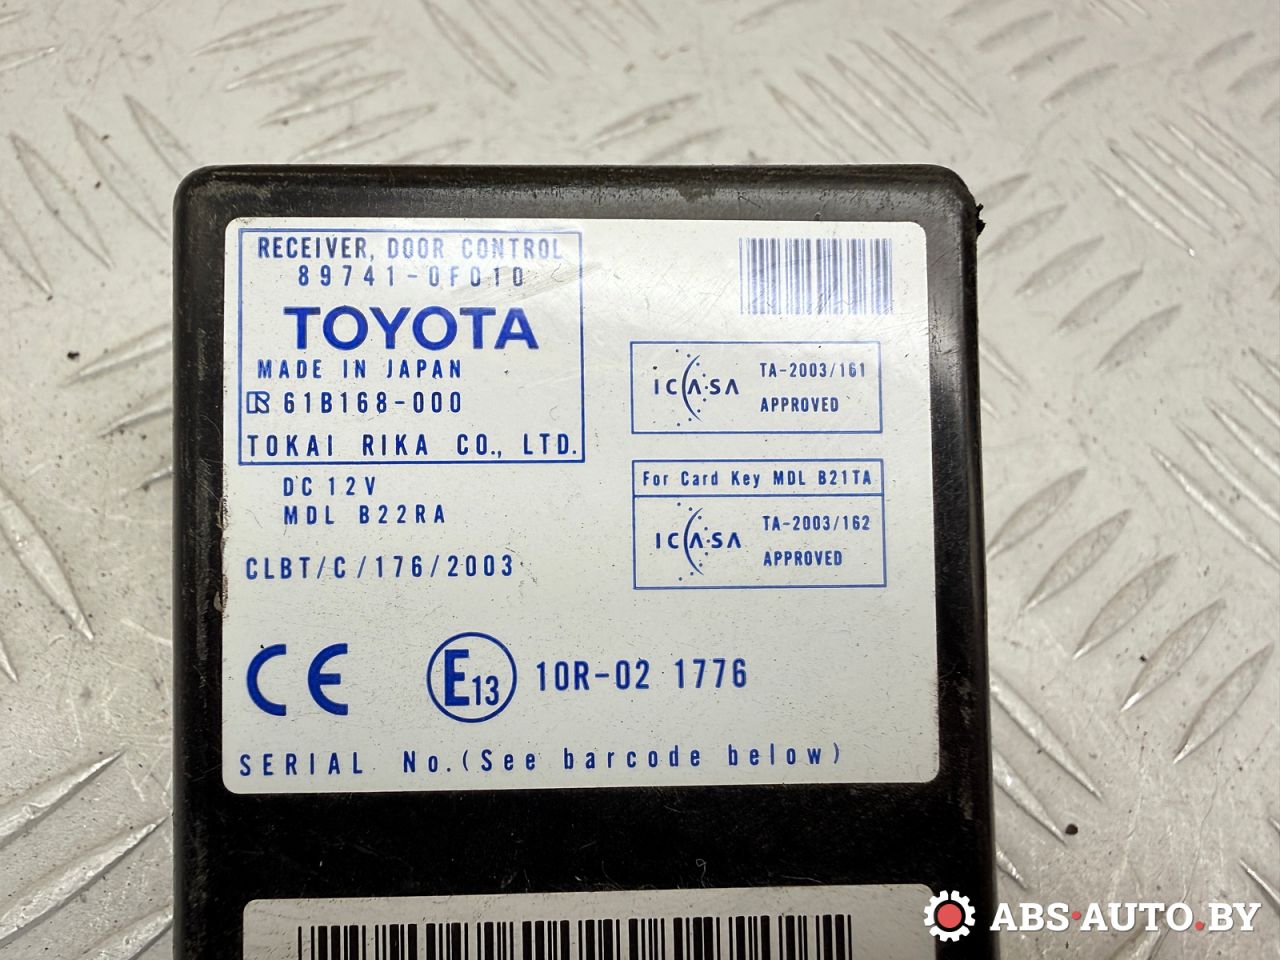 RECEIVER, DOOR CONTROL
89741-0F010
TOYOTA
MADE IN JAPAN
R 61B168-000
TOKAI RIKA CO., LTD.
DC 12V
MDL B22RA
CLBT/C/176/2003
ICASA
TA-2003/161
APPROVED
For Card Key MDL B21TA
ICASA
TA-2003/162
APPROVED
CE E13 10R-02 1776
SERIAL No.(See barcode below)
ABS-AUTO.BY